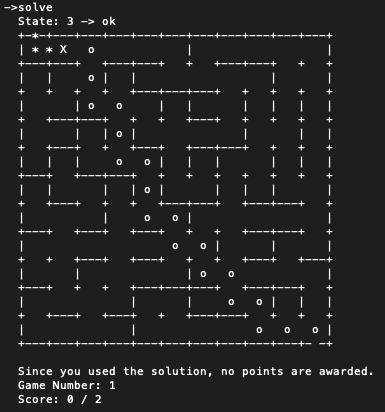 ->solve
State: 3 -> ok
Since you used the solution, no points are awarded.
Game Number: 1
Score: 0 / 2